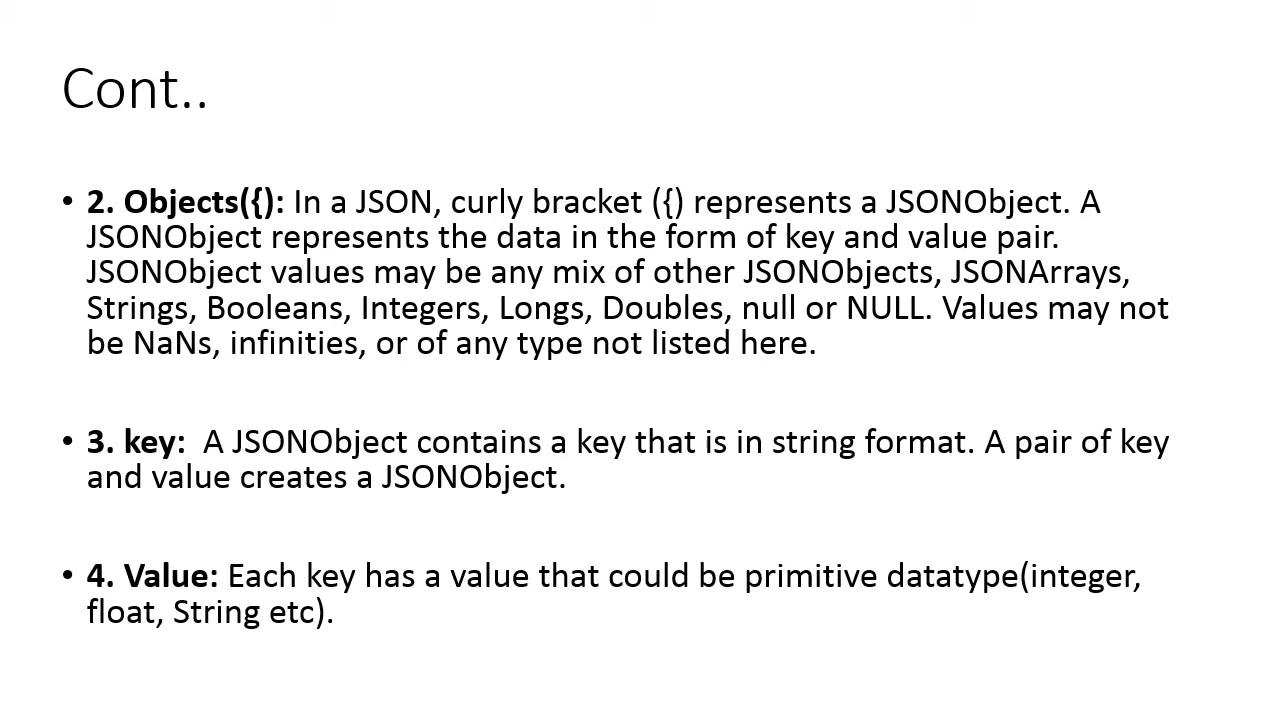 Cont..
• 2. Objects({): In a JSON, curly bracket ({) represents a JSONObject. A
JSONObject represents the data in the form of key and value pair.
JSONObject values may be any mix of other JSONObjects, JSONArrays,
Strings, Booleans, Integers, Longs, Doubles, null or NULL. Values may not
be NaNs, infinities, or of any type not listed here.
• 3. key:  A JSONObject contains a key that is in string format. A pair of key
and value creates a JSONObject.
• 4. Value: Each key has a value that could be primitive datatype(integer,
float, String etc).